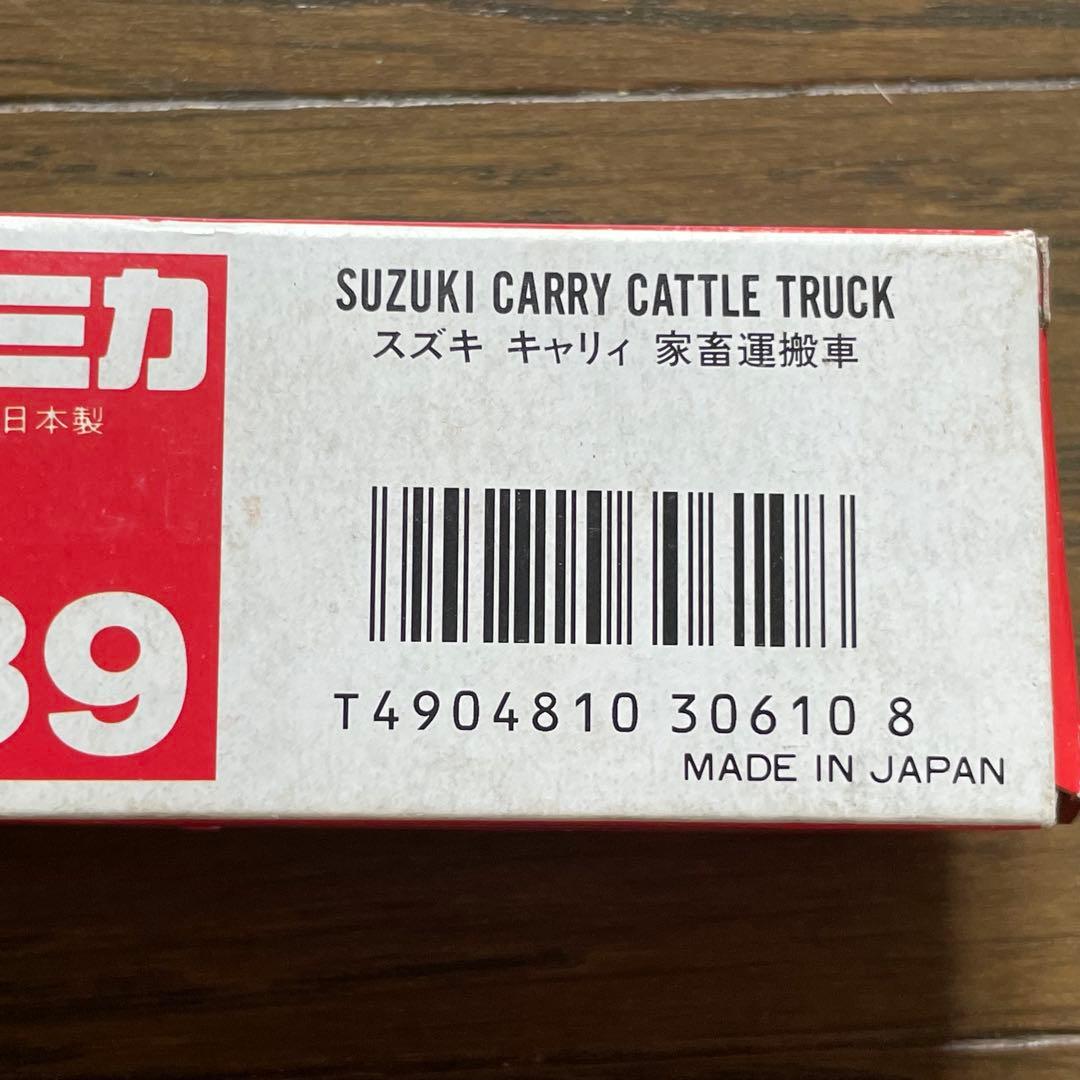 ミカ
日本製
39
SUZUKI CARRY CATTLE TRUCK
スズキ キャリィ 家畜運搬車
T4904810 30610 8
MADE IN JAPAN